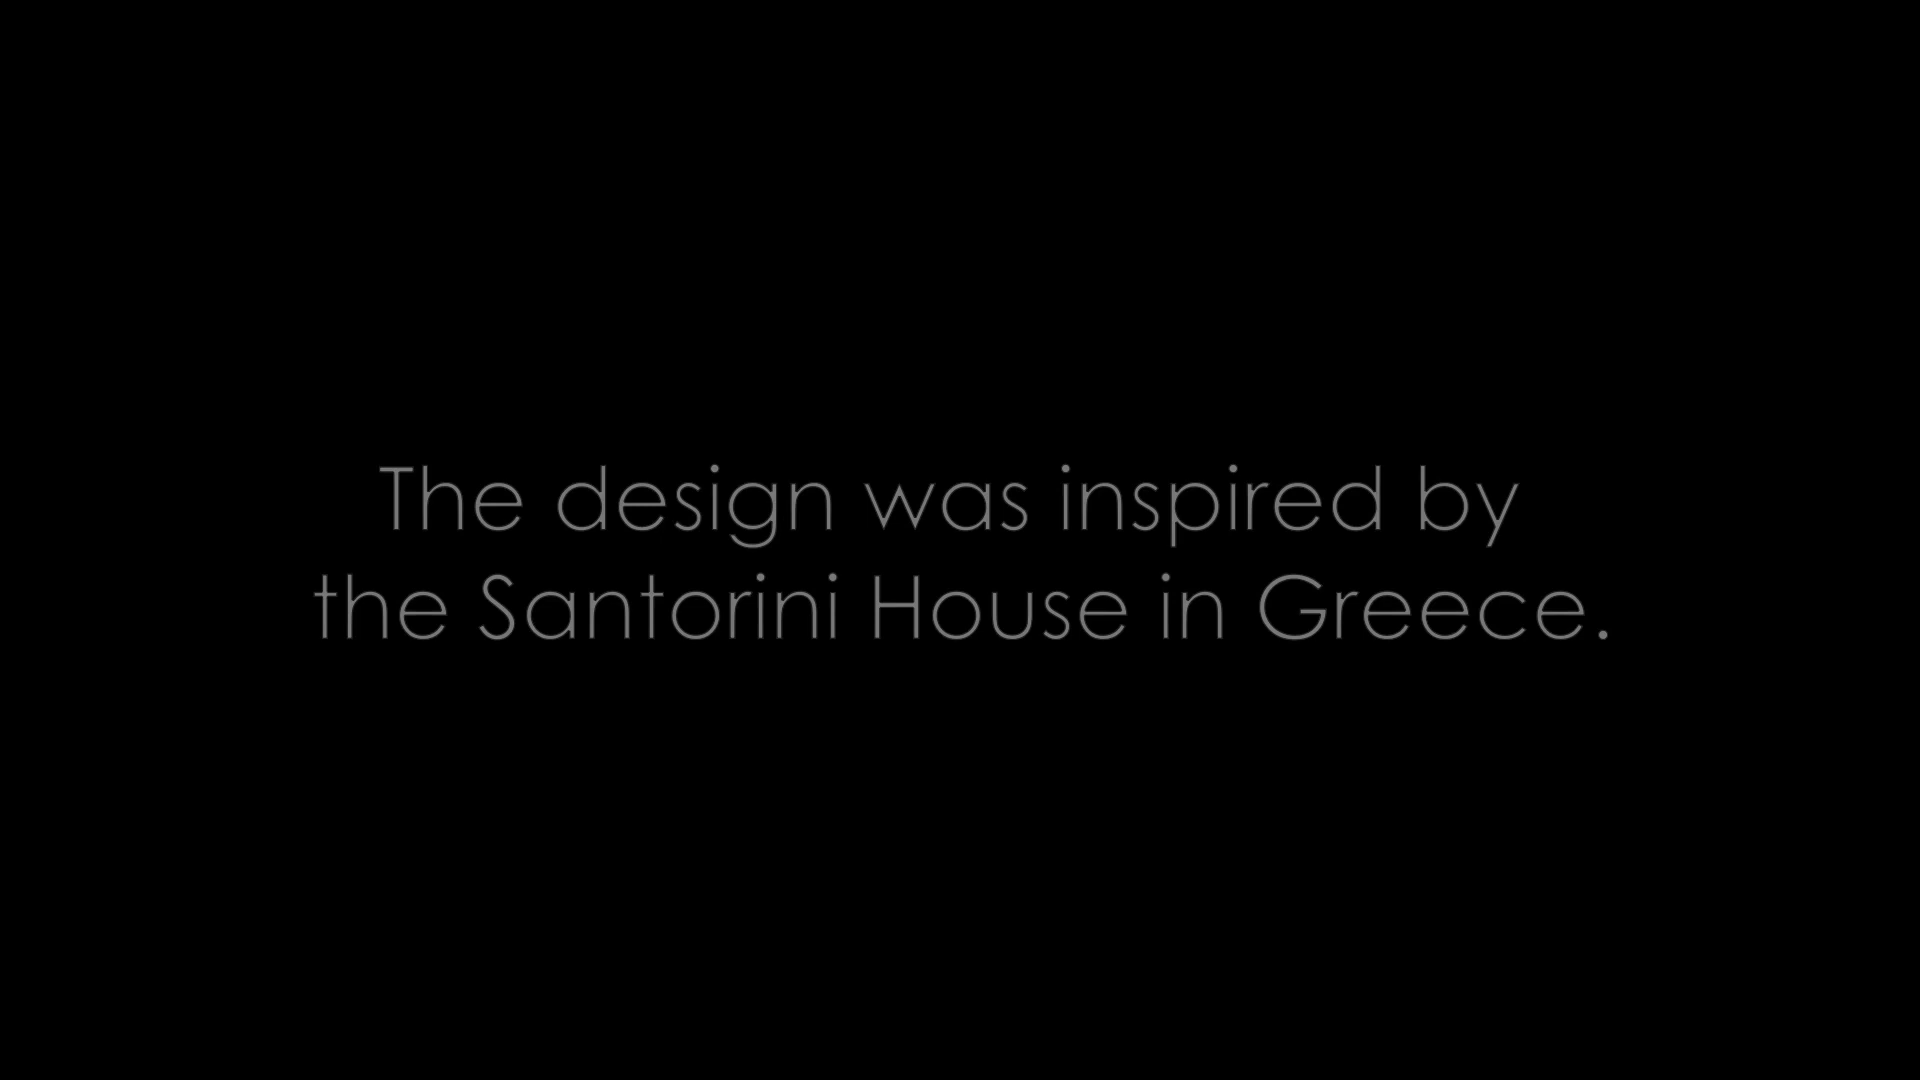 The design was inspired by
the Santorini House in Greece.